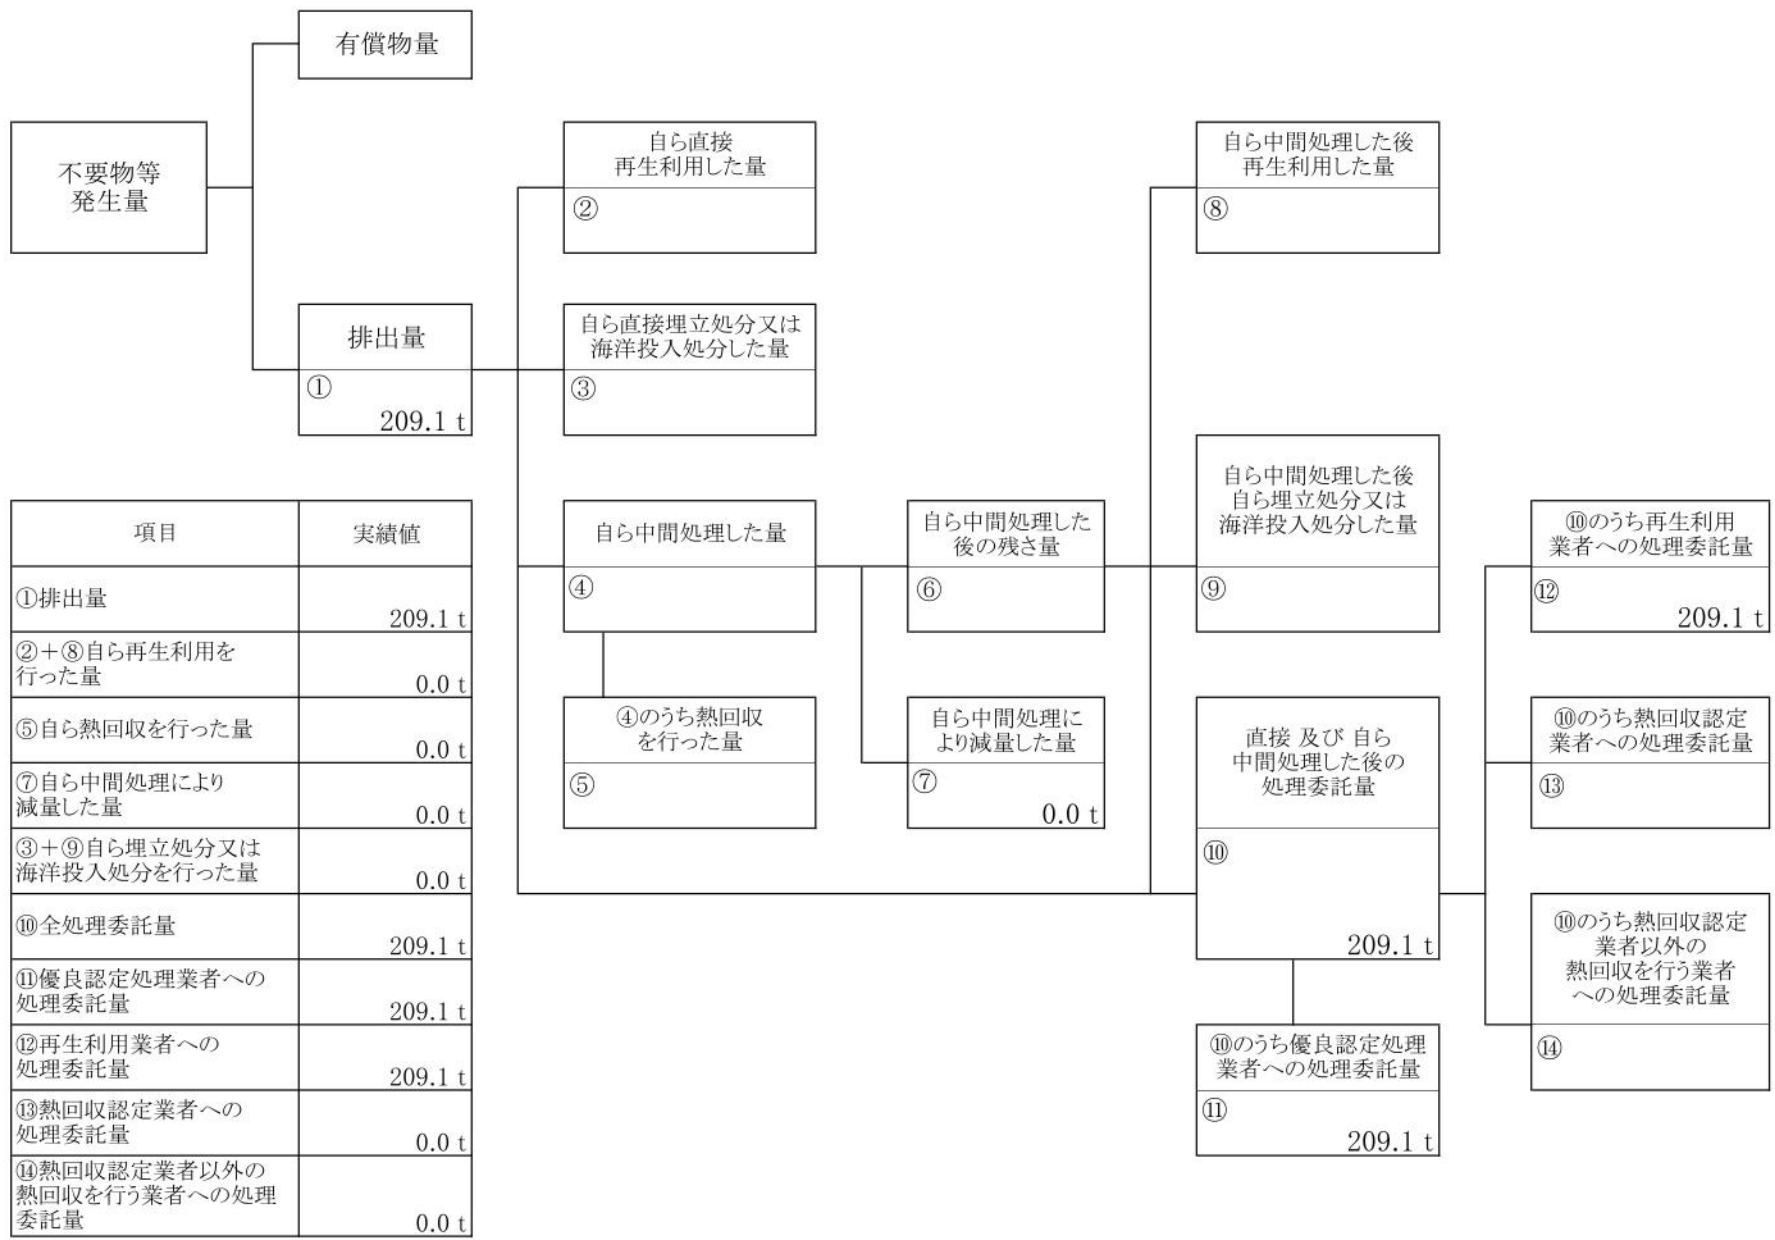 有償物量
不要物等
発生量
排出量
①
209.1 t
自ら直接
再生利用した量
②
自ら直接埋立処分又は
海洋投入処分した量
③
自ら中間処理した量
④
④のうち熱回収
を行った量
⑤
自ら中間処理した
後の残さ量
⑥
自ら中間処理に
より減量した量
⑦
0.0 t
自ら中間処理した後
再生利用した量
⑧
自ら中間処理した後
自ら埋立処分又は
海洋投入処分した量
⑨
直接 及び 自ら
中間処理した後の
処理委託量
⑩
209.1 t
⑩のうち優良認定処理
業者への処理委託量
⑪
209.1 t
⑩のうち再生利用
業者への処理委託量
⑫
209.1 t
⑩のうち熱回収認定
業者への処理委託量
⑬
⑩のうち熱回収認定
業者以外の
熱回収を行う業者
への処理委託量
⑭
項目 実績値
①排出量
209.1 t
②＋⑧自ら再生利用を
行った量
0.0 t
⑤自ら熱回収を行った量
0.0 t
⑦自ら中間処理により
減量した量
0.0 t
③＋⑨自ら埋立処分又は
海洋投入処分を行った量
0.0 t
⑩全処理委託量
209.1 t
⑪優良認定処理業者への
処理委託量
209.1 t
⑫再生利用業者への
処理委託量
209.1 t
⑬熱回収認定業者への
処理委託量
0.0 t
⑭熱回収認定業者以外の
熱回収を行う業者への処理
委託量
0.0 t